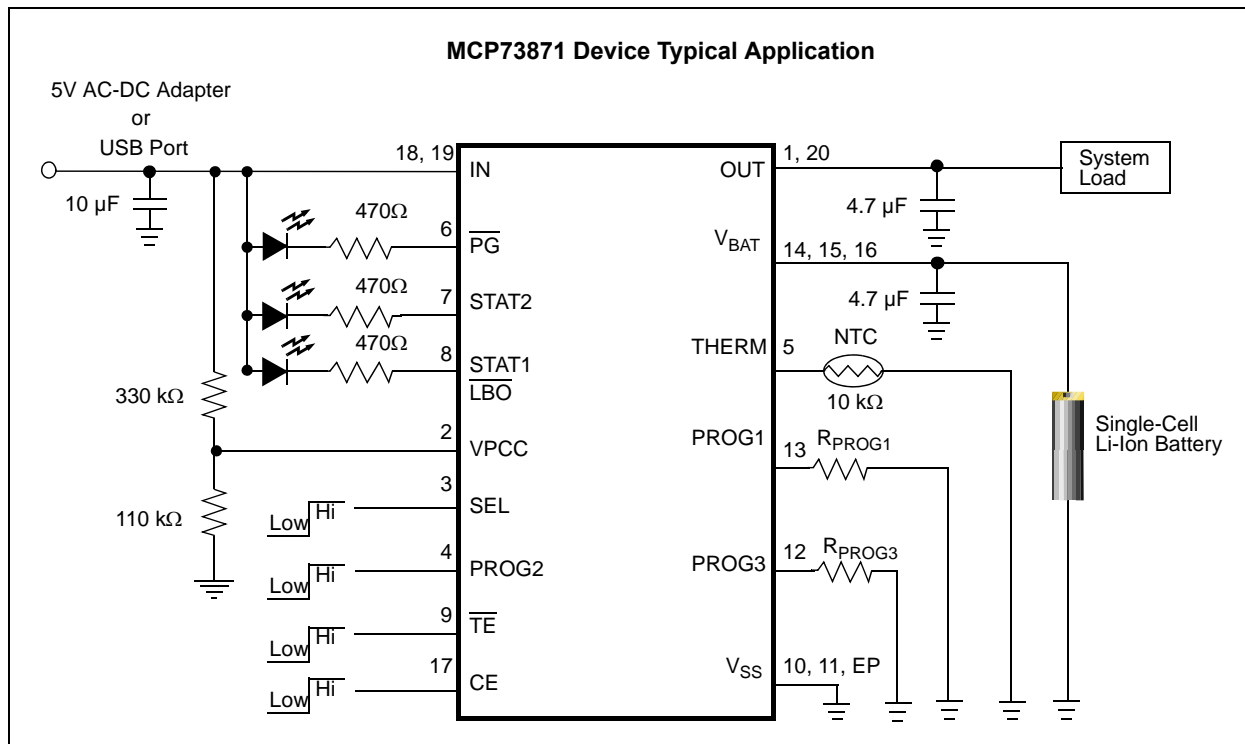 MCP73871 Device Typical Application
5V AC-DC Adapter
or
USB Port
10 µF
18, 19
IN
470Ω
6
PG
470Ω
7
STAT2
470Ω
8
STAT1
LBO
330 kΩ
2
VPCC
110 kΩ
3
SEL
Low
Hi
4
PROG2
Low
Hi
9
TE
Low
Hi
17
CE
Low
Hi
OUT
1, 20
System
Load
4.7 µF
VBAT
14, 15, 16
4.7 µF
THERM
5
NTC
10 kΩ
PROG1
13
RPROG1
Single-Cell
Li-Ion Battery
PROG3
12
RPROG3
VSS
10, 11, EP